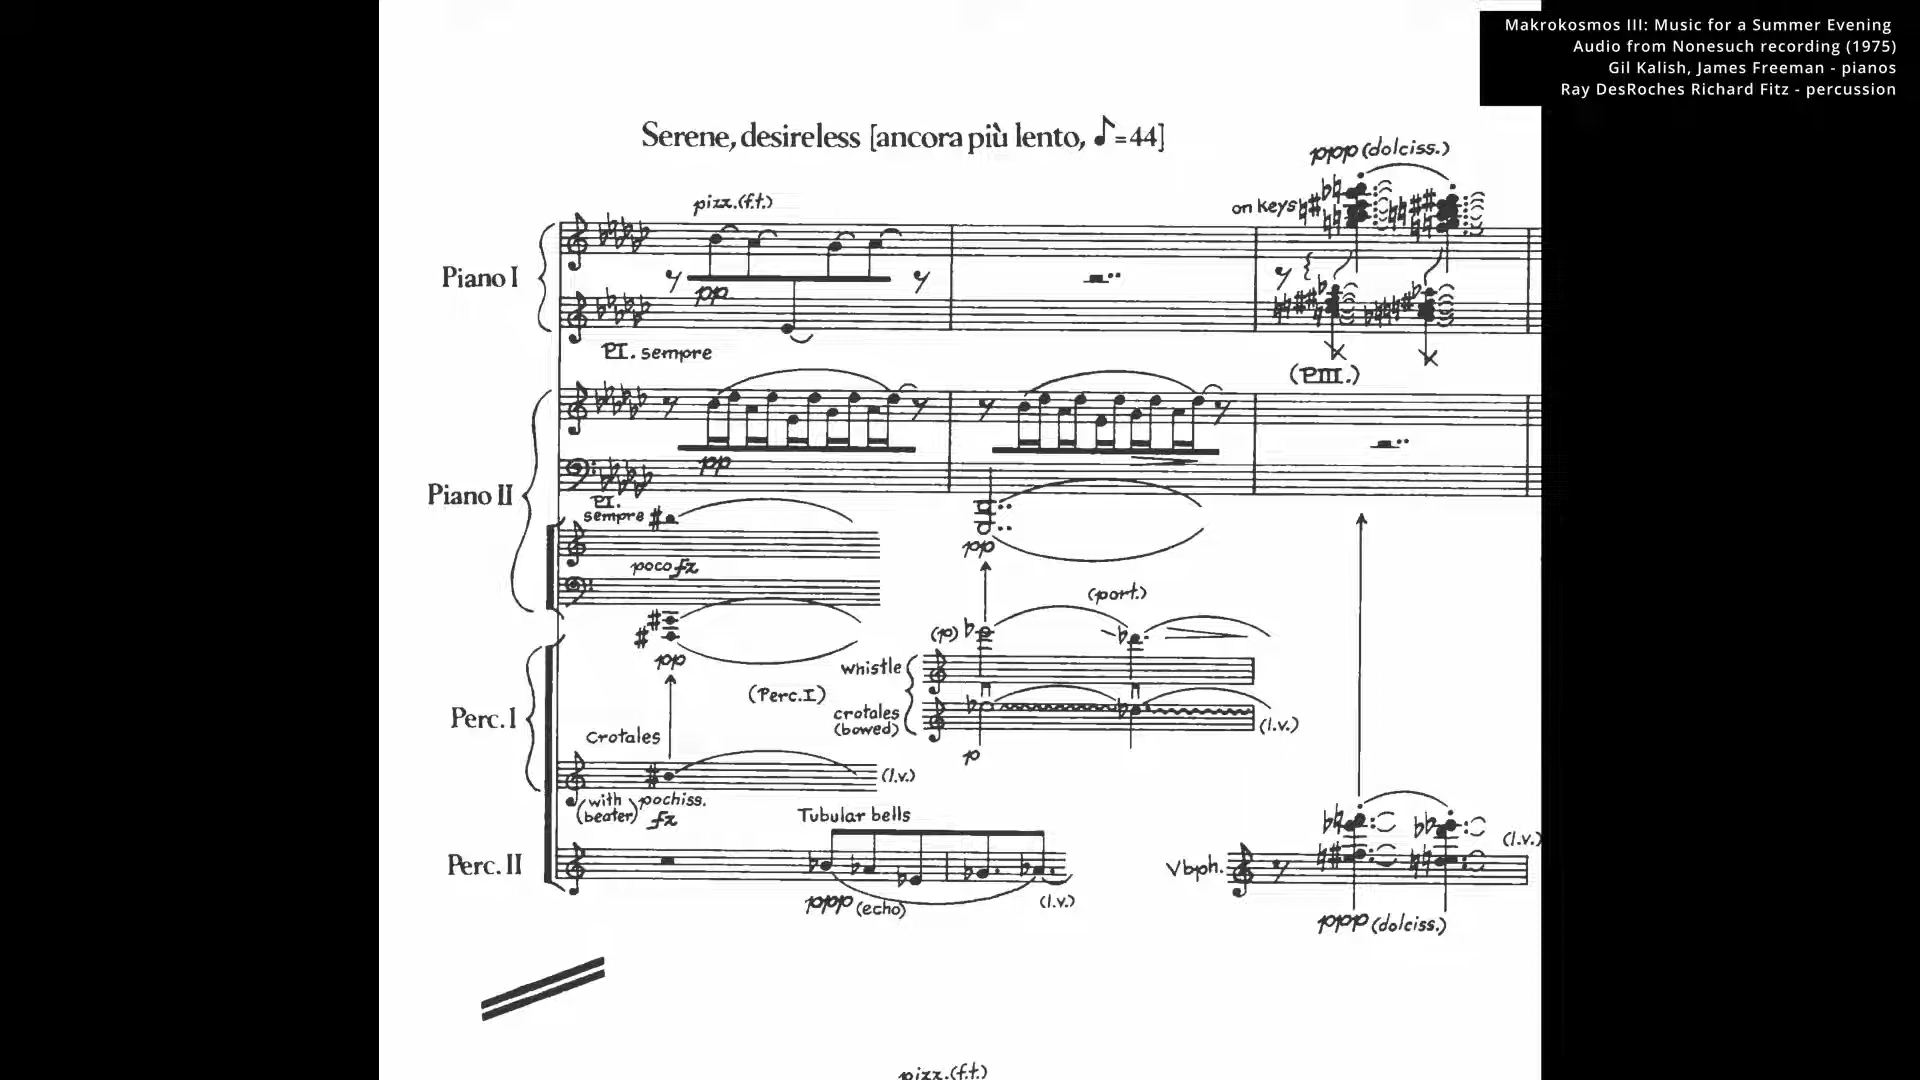 Makrokosmos III: Music for a Summer Evening
Audio from Nonesuch recording (1975)
Gil Kalish, James Freeman - pianos
Ray DesRoches Richard Fitz - percussion
Serene, desireless [ancora più lento, ♪=44]
ppp (dolciss.)
pizz. (f.t.)
on keys
Piano I
pp
PI. sempre
(PIII.)
pp
Piano II
PI.
sempre
poco fz
pp
(port.)
(p)
pp
whistle
(Perc. I)
Perc. I
crotales
(bowed)
(l.v.)
Crotales
p
(l.v.)
(with beater)
pochiss.
fz
Tubular bells
(l.v.)
Perc. II
Vbph.
ppp (echo)
(l.v.)
ppp (dolciss.)
pizz. (f.t.)